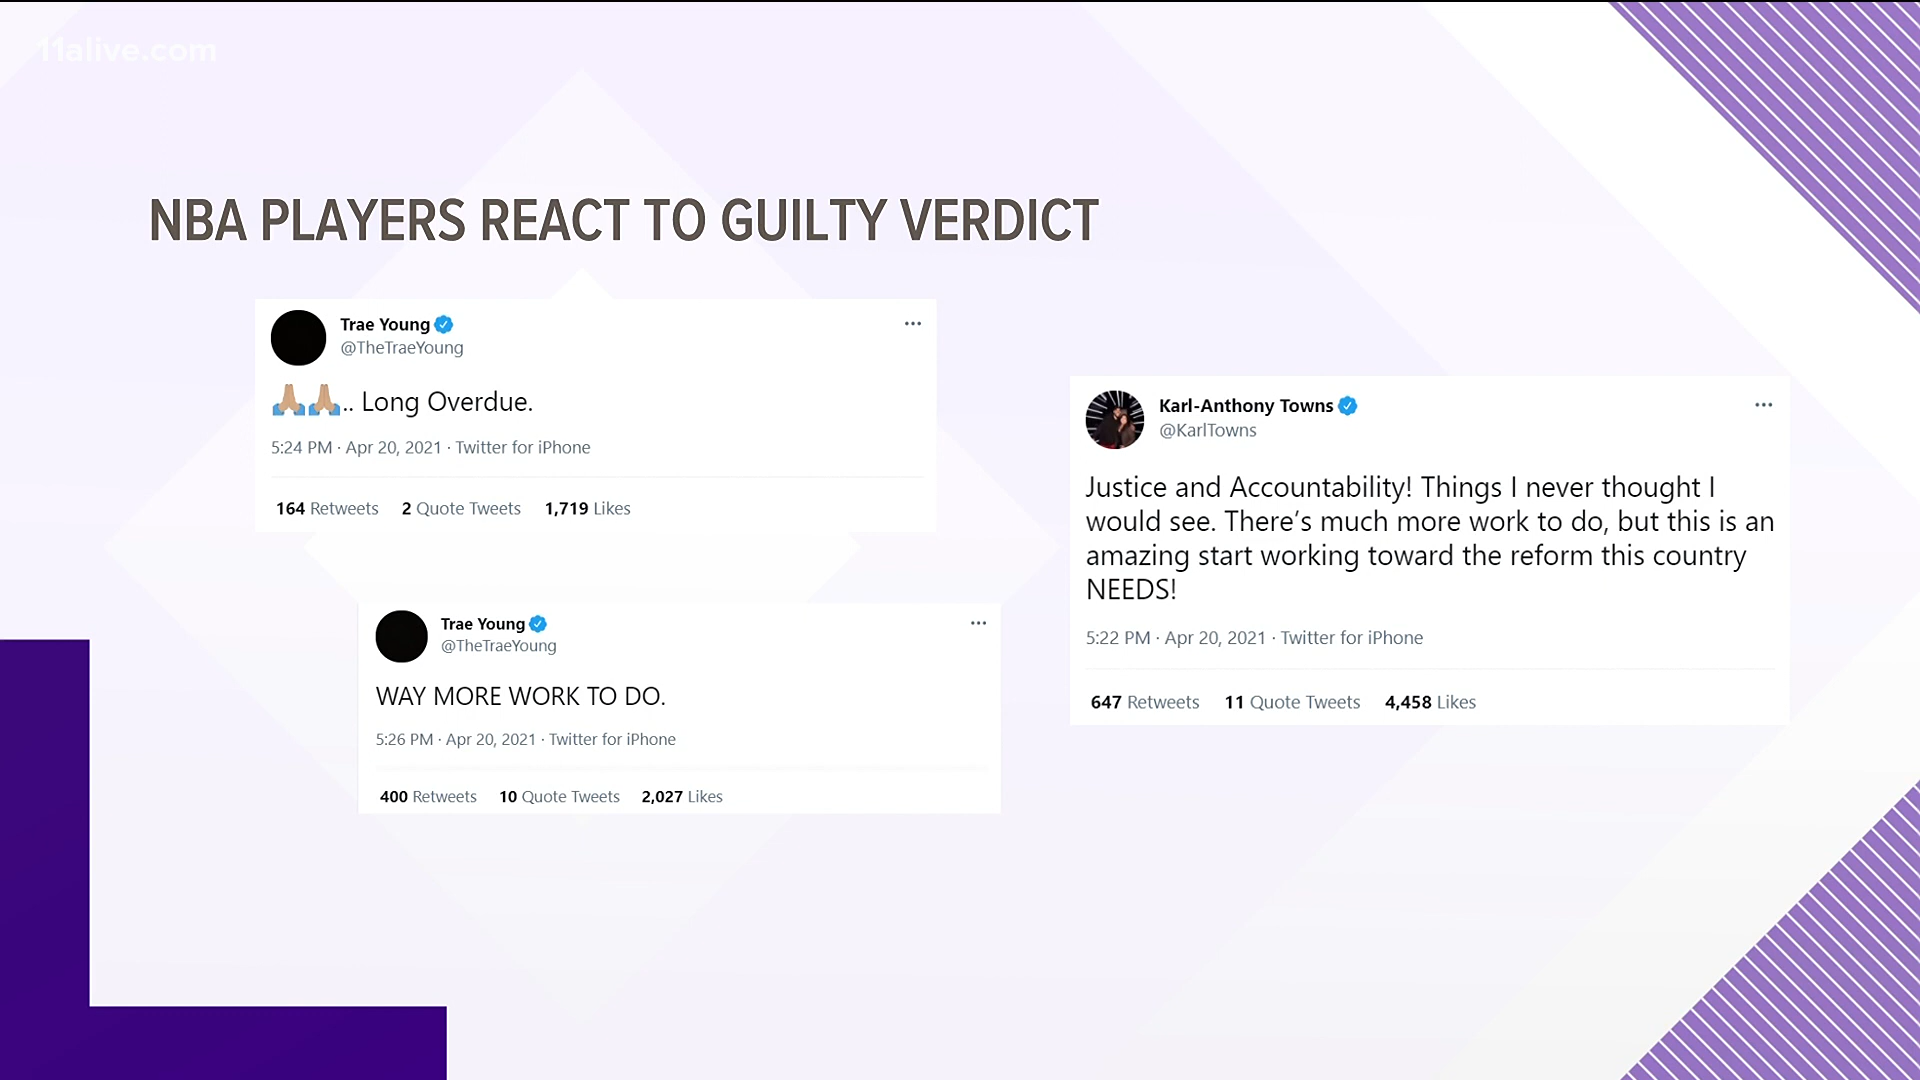 11alive.com
NBA PLAYERS REACT TO GUILTY VERDICT
Trae Young
@TheTraeYoung
🙏🏼🙏🏼.. Long Overdue.
5:24 PM · Apr 20, 2021 · Twitter for iPhone
164 Retweets 2 Quote Tweets 1,719 Likes
Trae Young
@TheTraeYoung
WAY MORE WORK TO DO.
5:26 PM · Apr 20, 2021 · Twitter for iPhone
400 Retweets 10 Quote Tweets 2,027 Likes
Karl-Anthony Towns
@KarlTowns
Justice and Accountability! Things I never thought I
would see. There’s much more work to do, but this is an
amazing start working toward the reform this country
NEEDS!
5:22 PM · Apr 20, 2021 · Twitter for iPhone
647 Retweets 11 Quote Tweets 4,458 Likes